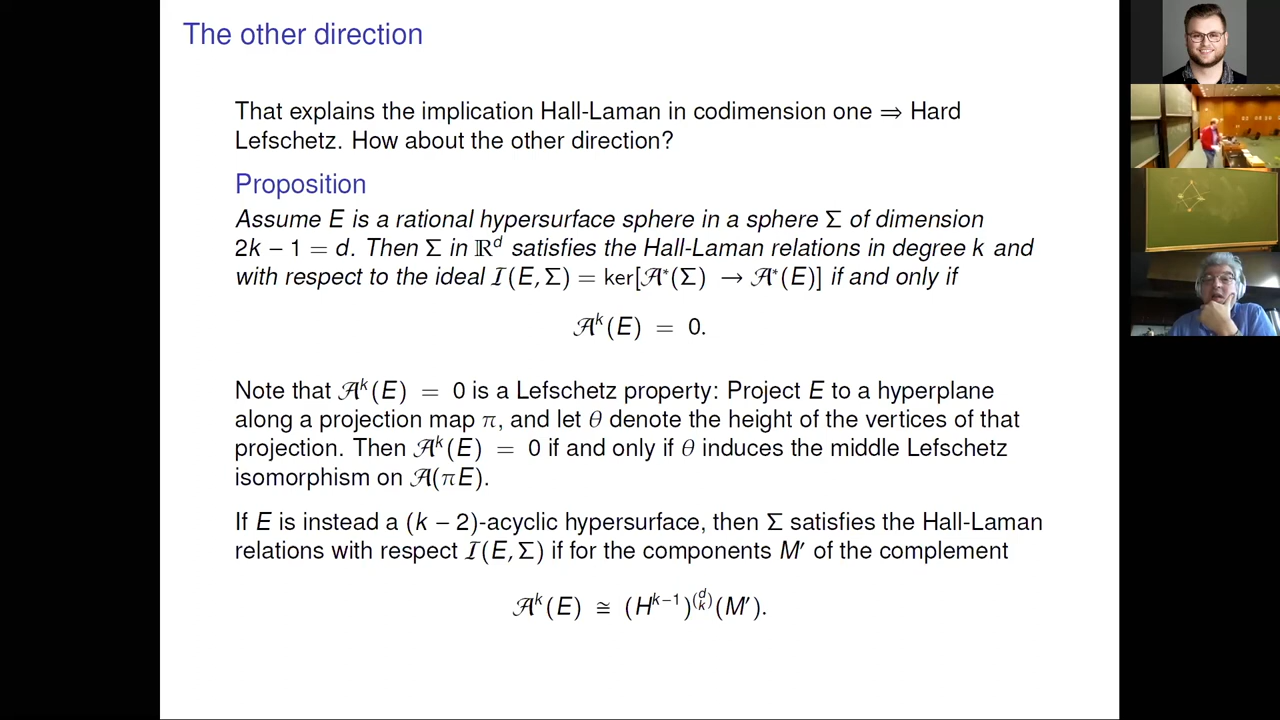 The other direction
That explains the implication Hall-Laman in codimension one ⇒ Hard
Lefschetz. How about the other direction?
Proposition
Assume E is a rational hypersurface sphere in a sphere Σ of dimension
2k − 1 = d. Then Σ in ℝ^d satisfies the Hall-Laman relations in degree k and
with respect to the ideal 𝓘(E, Σ) = ker[𝒜*(Σ) → 𝒜*(E)] if and only if
𝒜^k(E) = 0.
Note that 𝒜^k(E) = 0 is a Lefschetz property: Project E to a hyperplane
along a projection map π, and let θ denote the height of the vertices of that
projection. Then 𝒜^k(E) = 0 if and only if θ induces the middle Lefschetz
isomorphism on 𝒜(πE).
If E is instead a (k − 2)-acyclic hypersurface, then Σ satisfies the Hall-Laman
relations with respect 𝓘(E, Σ) if for the components M′ of the complement
𝒜^k(E) ≅ (H^{k−1})^{\binom{d}{k}}(M′).